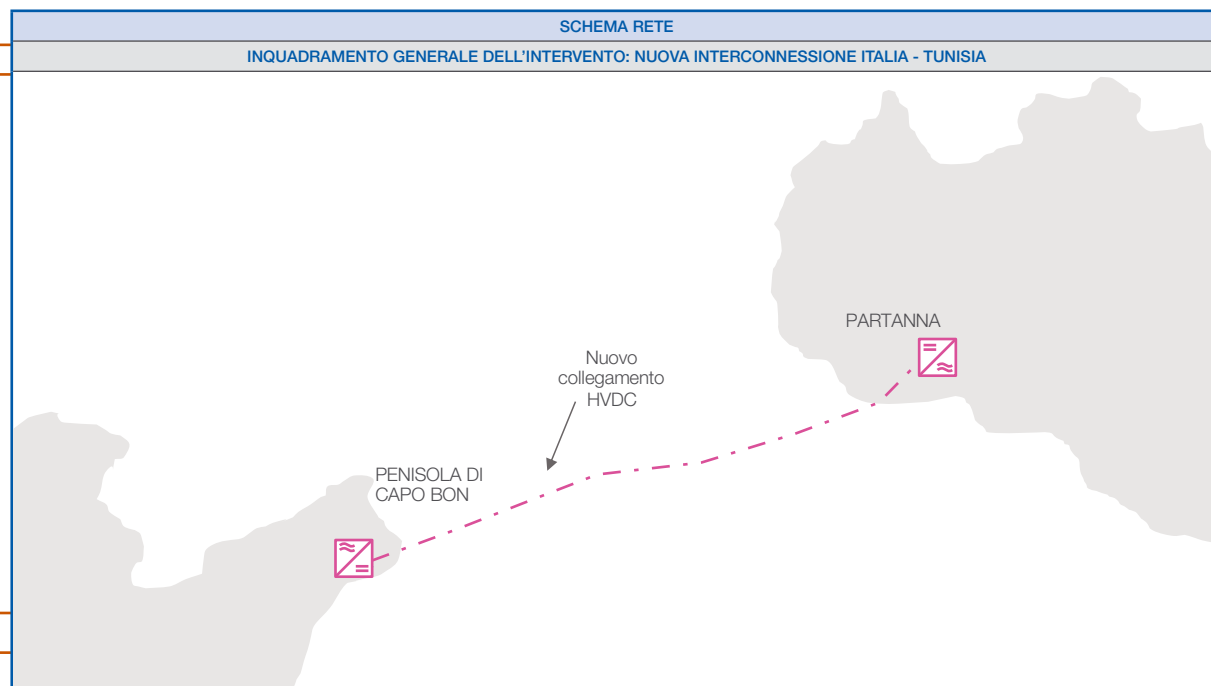 SCHEMA RETE
INQUADRAMENTO GENERALE DELL'INTERVENTO: NUOVA INTERCONNESSIONE ITALIA - TUNISIA
PARTANNA
Nuovo
collegamento
HVDC
PENISOLA DI
CAPO BON